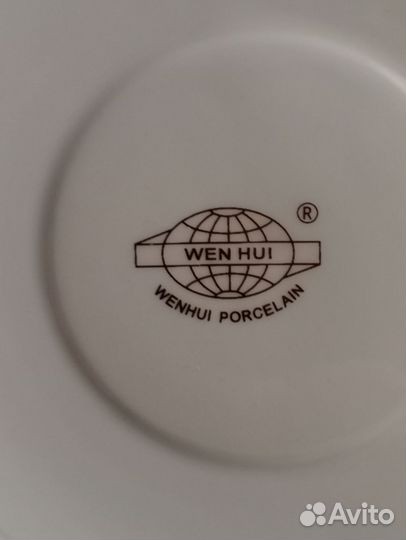 ®
WEN HUI
WENHUI PORCELAIN
Avito